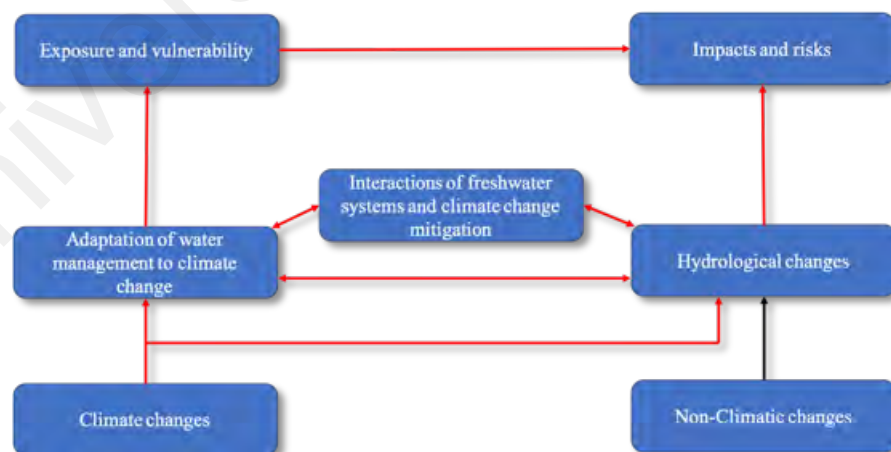 Exposure and vulnerability
Impacts and risks
Interactions of freshwater
systems and climate change
mitigation
Adaptation of water
management to climate
change
Hydrological changes
Climate changes
Non-Climatic changes